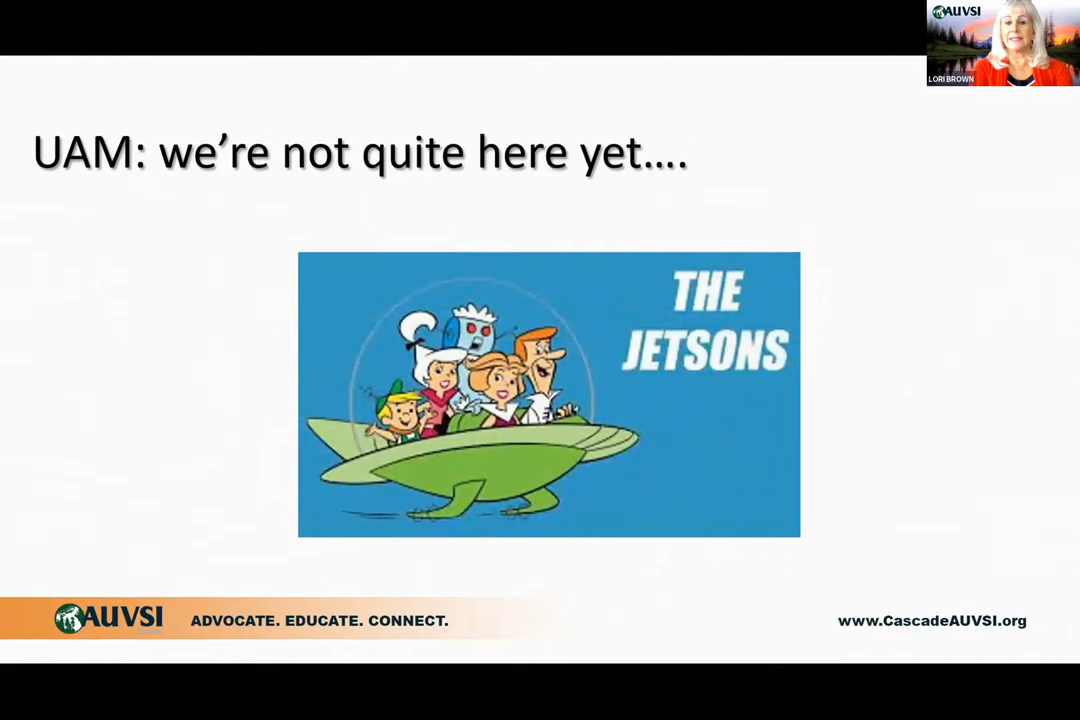 AUVSI
LORI BROWN
UAM: we're not quite here yet....
THE
JETSONS
AUVSI
ADVOCATE. EDUCATE. CONNECT.
www.CascadeAUVSI.org